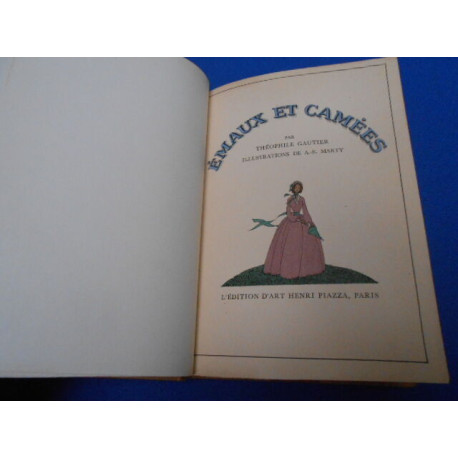 ÉMAUX ET CAMÉES
PAR
THÉOPHILE GAUTIER
ILLUSTRATIONS DE A.-É. MARTY
L'ÉDITION D'ART HENRI PIAZZA, PARIS